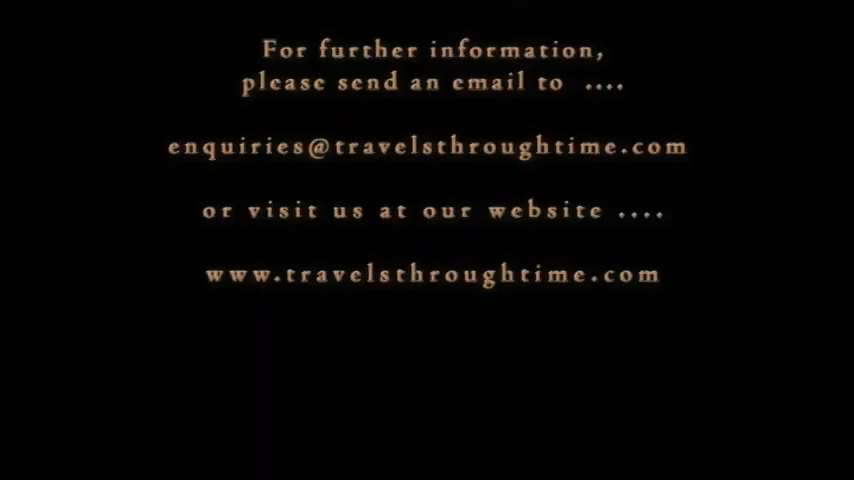 For further information,
please send an email to ....
enquiries@travelsthroughtime.com
or visit us at our website ....
www.travelsthroughtime.com